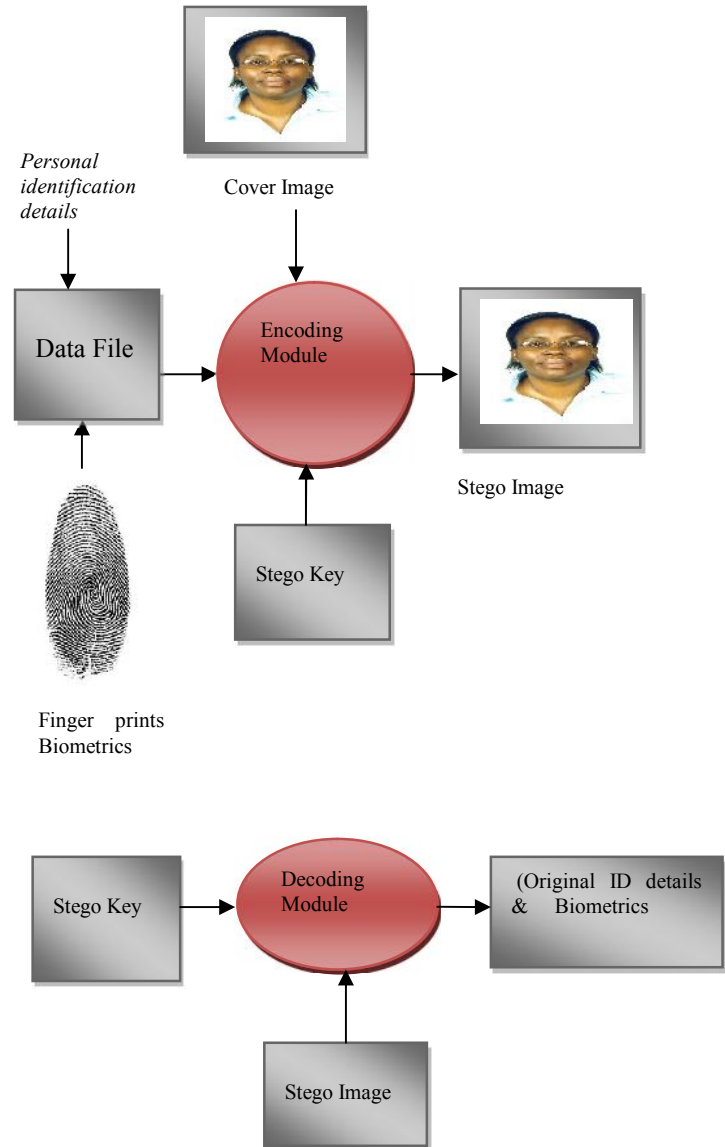 Personal
identification
details
Cover Image
Data File
Encoding
Module
Stego Image
Stego Key
Finger prints
Biometrics
Stego Key
Decoding
Module
(Original ID details
& Biometrics
Stego Image